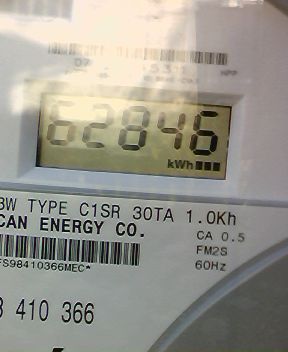 62846
kWh
3W TYPE C1SR 30TA 1.0Kh
CAN ENERGY CO.
CA 0.5
FM2S
60Hz
FS98410366MEC*
410 366